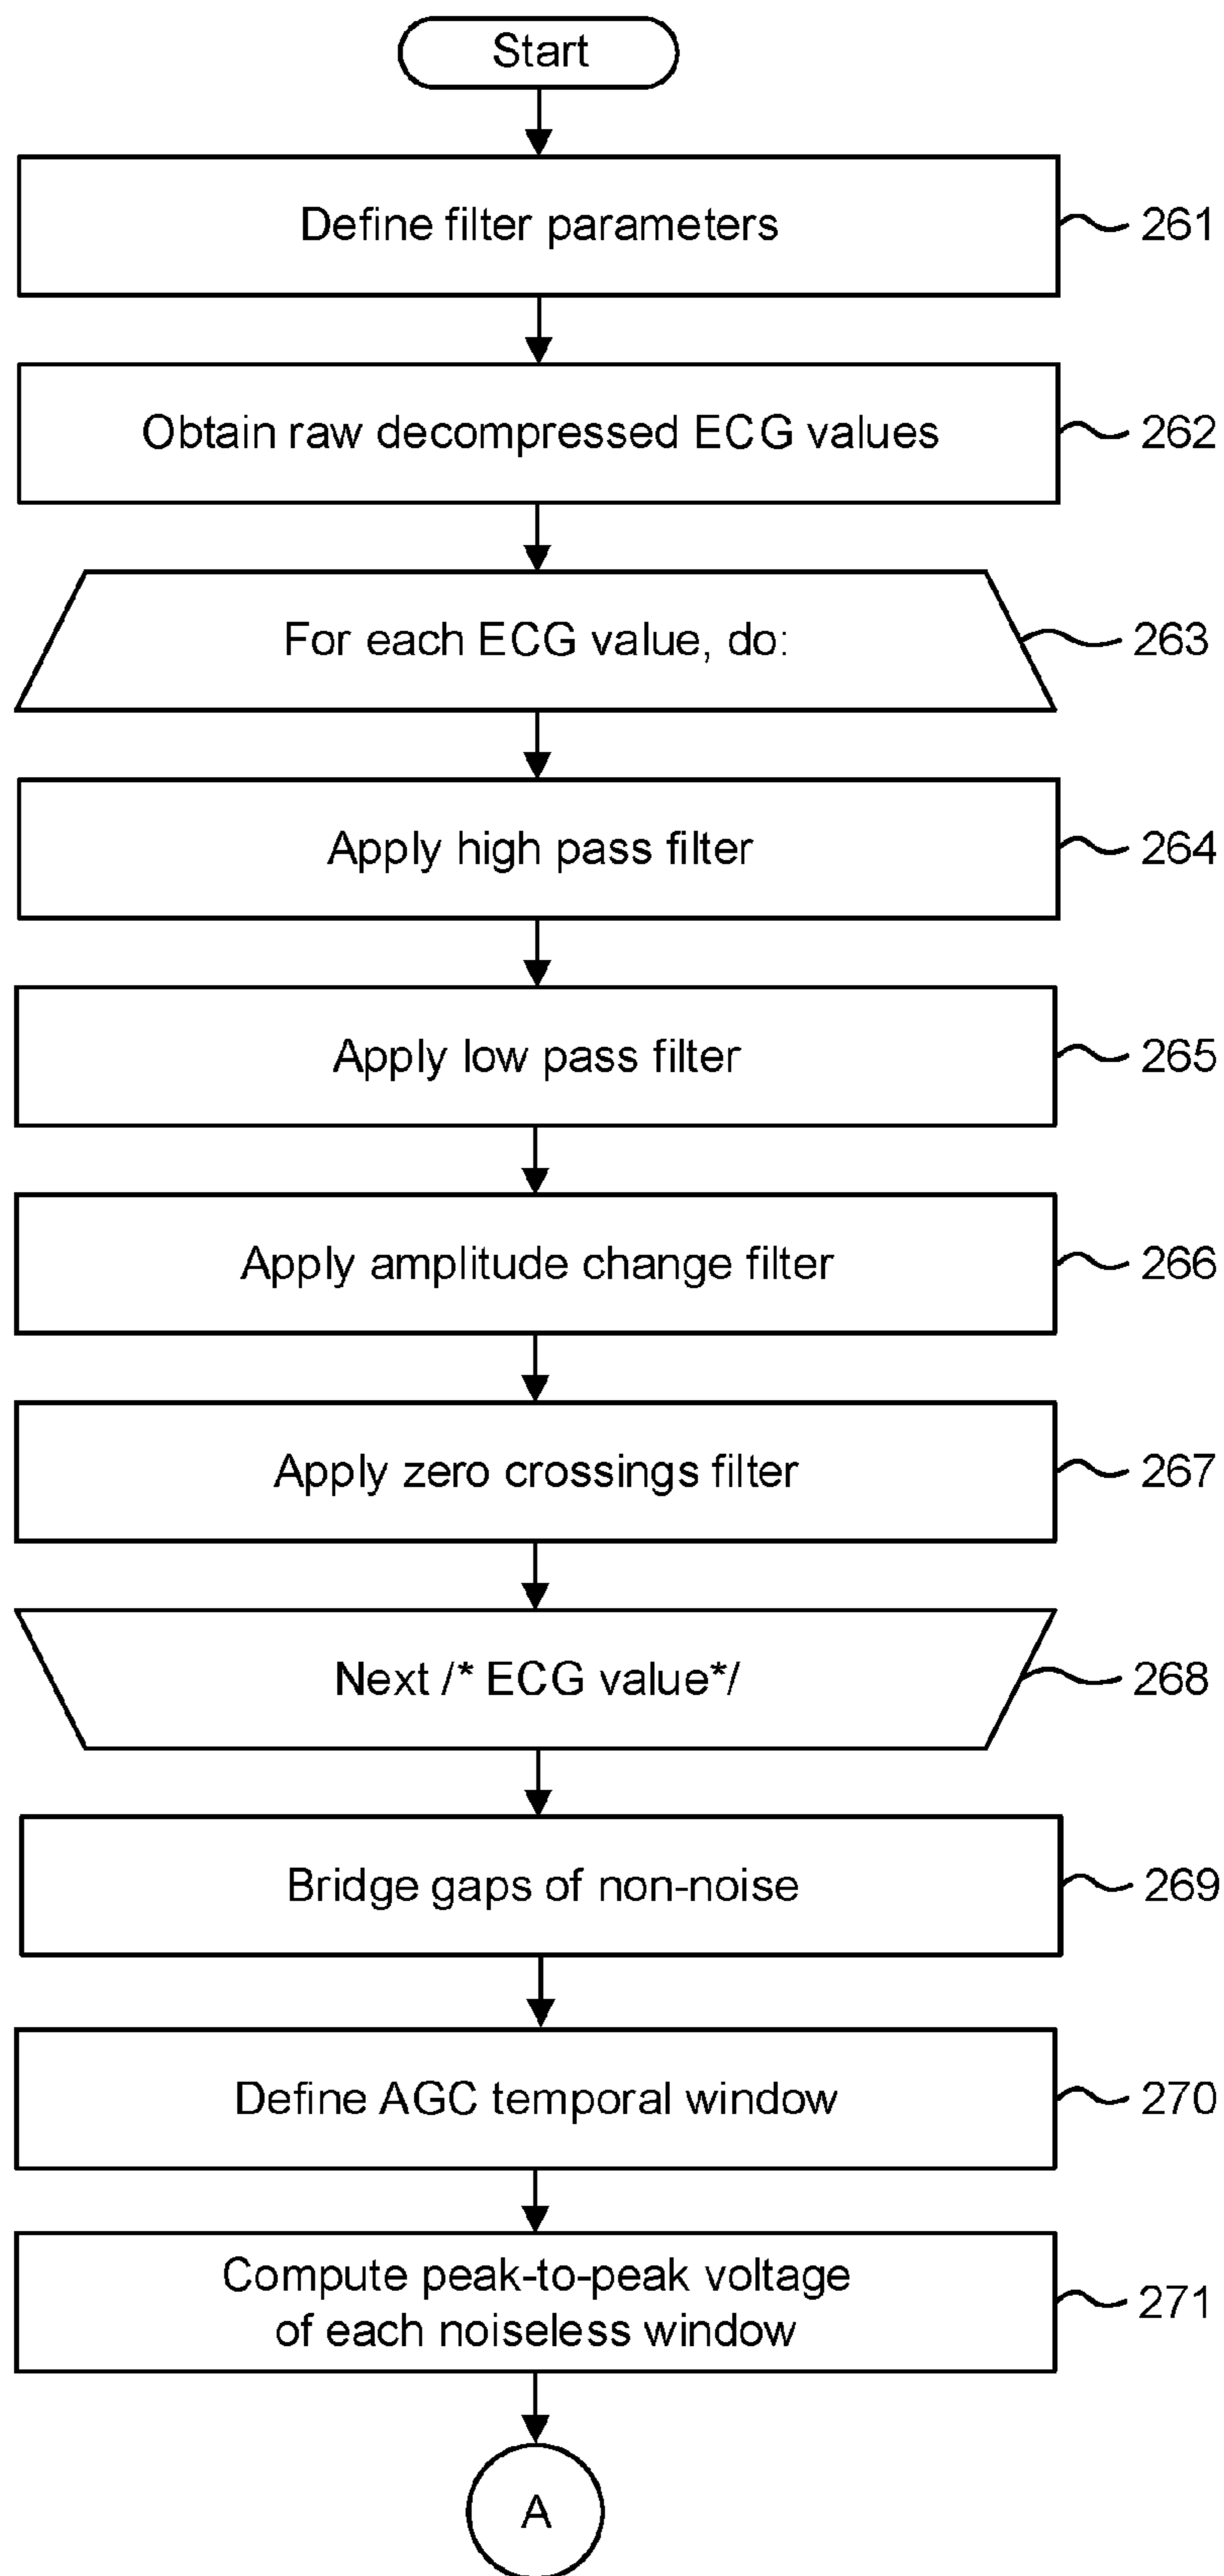 Start
Define filter parameters
261
Obtain raw decompressed ECG values
262
For each ECG value, do:
263
Apply high pass filter
264
Apply low pass filter
265
Apply amplitude change filter
266
Apply zero crossings filter
267
Next /* ECG value*/
268
Bridge gaps of non-noise
269
Define AGC temporal window
270
Compute peak-to-peak voltage
of each noiseless window
271
A